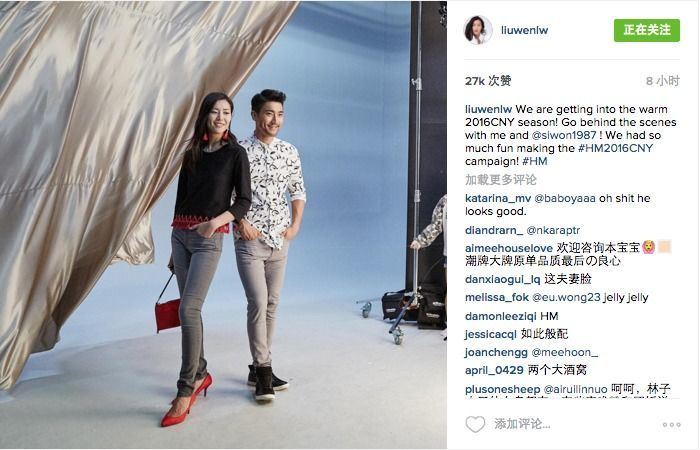 liuwenlw
正在关注
27k 次赞
8 小时
liuwenlw We are getting into the warm
2016CNY season! Go behind the scenes
with me and @siwon1987 ! We had so
much fun making the #HM2016CNY
campaign! #HM
加载更多评论
katarina_mv @baboyaaa oh shit he
looks good.
diandrarn_ @nkaraptr
aimeehouselove 欢迎咨询本宝宝
潮牌大牌原单品质最后の良心
danxiaogui_lq 这夫妻脸
melissa_fok @eu.wong23 jelly jelly
damonleeziqi HM
jessicacql 如此般配
joanchengg @meehoon_
april_0429 两个大酒窝
plusonesheep @airuilinnuo 呵呵，林子
添加评论...